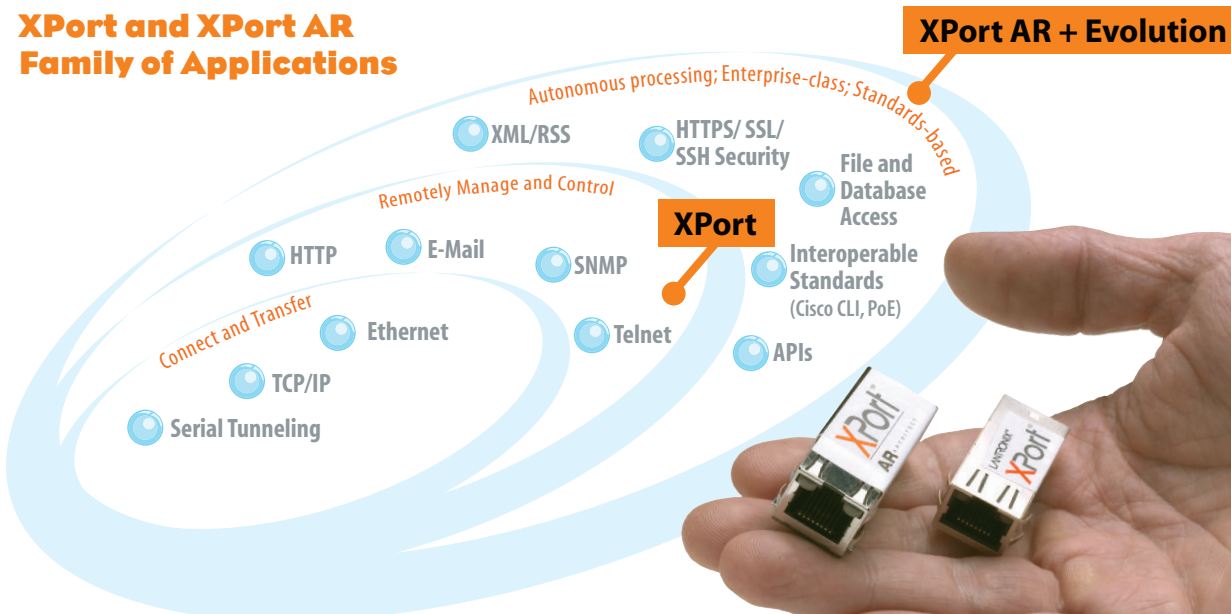 XPort and XPort AR
Family of Applications
XPort AR + Evolution
Autonomous processing; Enterprise-class; Standards-based
XML/RSS
HTTPS/ SSL/
SSH Security
File and
Database
Access
Remotely Manage and Control
XPort
HTTP
E-Mail
SNMP
Interoperable
Standards
(Cisco CLI, PoE)
Connect and Transfer
Ethernet
Telnet
APIs
TCP/IP
Serial Tunneling
XPort®
AR
LANTRONIX®
XPort®